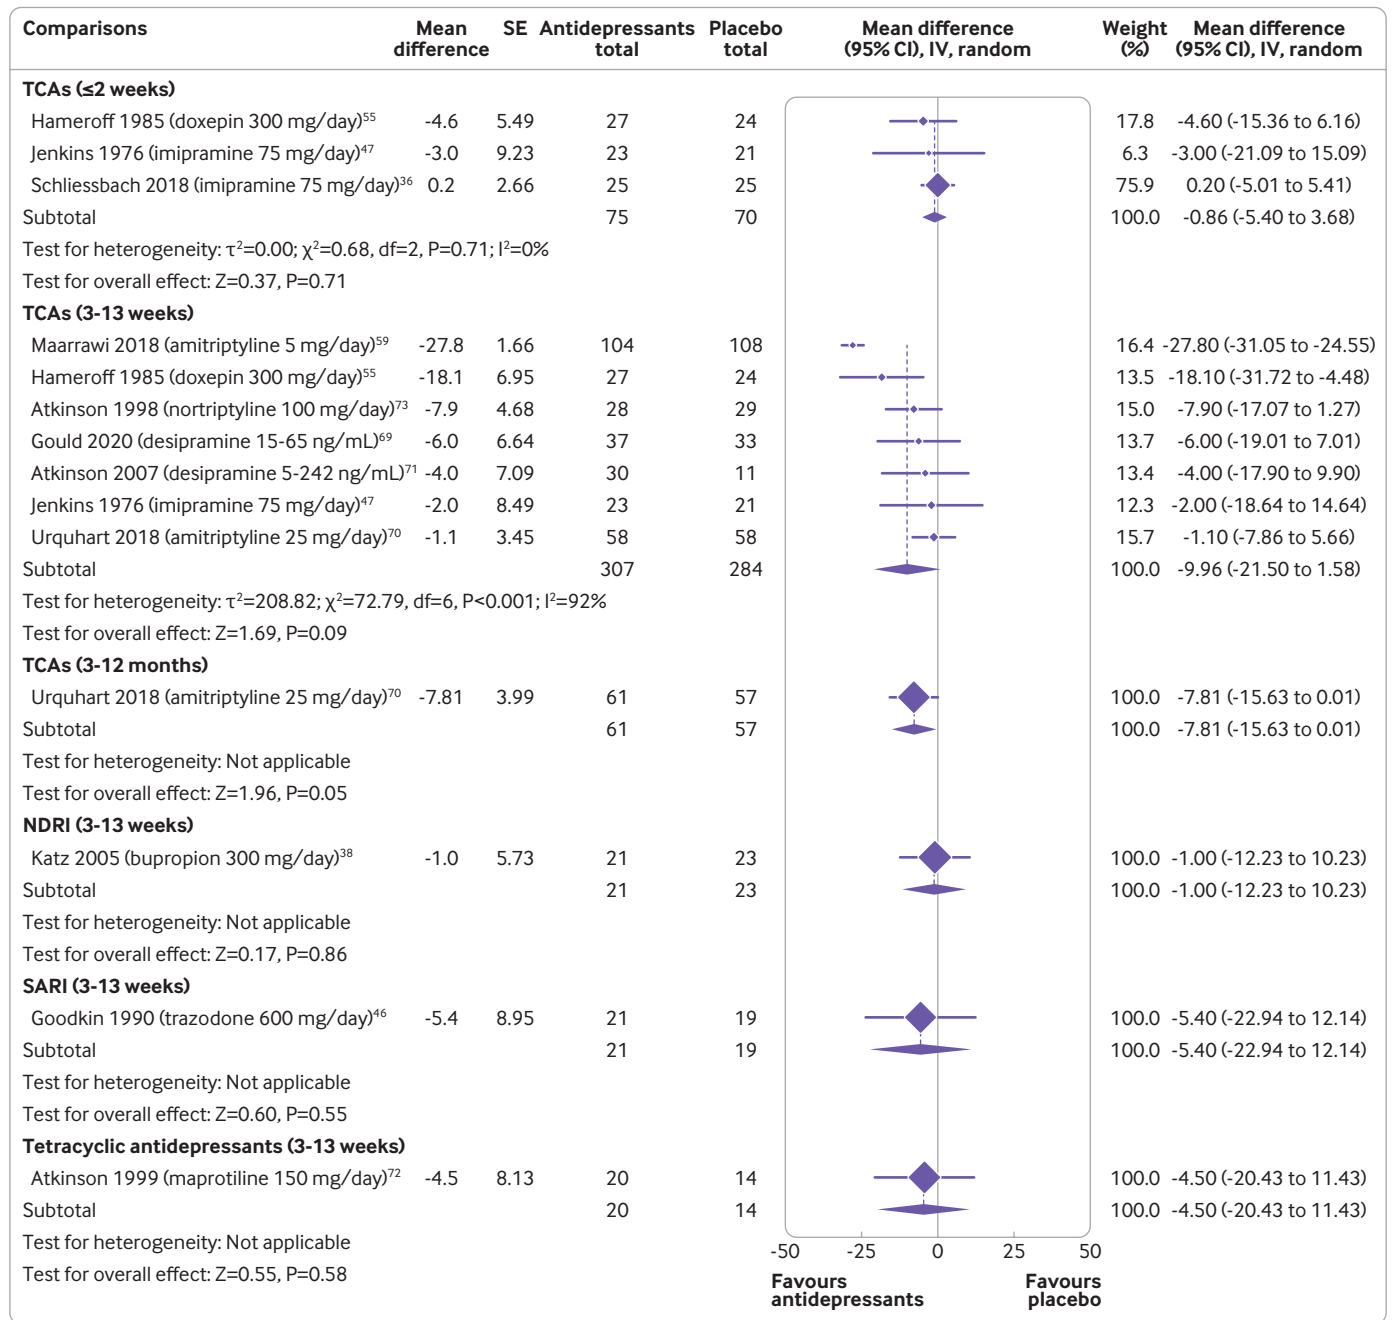 Comparisons Mean difference SE Antidepressants total Placebo total Mean difference (95% CI), IV, random Weight (%) Mean difference (95% CI), IV, random
TCAs (≤2 weeks)
Hameroff 1985 (doxepin 300 mg/day)55 -4.6 5.49 27 24 17.8 -4.60 (-15.36 to 6.16)
Jenkins 1976 (imipramine 75 mg/day)47 -3.0 9.23 23 21 6.3 -3.00 (-21.09 to 15.09)
Schliessbach 2018 (imipramine 75 mg/day)36 0.2 2.66 25 25 75.9 0.20 (-5.01 to 5.41)
Subtotal 75 70 100.0 -0.86 (-5.40 to 3.68)
Test for heterogeneity: τ2=0.00; χ2=0.68, df=2, P=0.71; I2=0%
Test for overall effect: Z=0.37, P=0.71
TCAs (3-13 weeks)
Maarrawi 2018 (amitriptyline 5 mg/day)59 -27.8 1.66 104 108 16.4 -27.80 (-31.05 to -24.55)
Hameroff 1985 (doxepin 300 mg/day)55 -18.1 6.95 27 24 13.5 -18.10 (-31.72 to -4.48)
Atkinson 1998 (nortriptyline 100 mg/day)73 -7.9 4.68 28 29 15.0 -7.90 (-17.07 to 1.27)
Gould 2020 (desipramine 15-65 ng/mL)69 -6.0 6.64 37 33 13.7 -6.00 (-19.01 to 7.01)
Atkinson 2007 (desipramine 5-242 ng/mL)71 -4.0 7.09 30 11 13.4 -4.00 (-17.90 to 9.90)
Jenkins 1976 (imipramine 75 mg/day)47 -2.0 8.49 23 21 12.3 -2.00 (-18.64 to 14.64)
Urquhart 2018 (amitriptyline 25 mg/day)70 -1.1 3.45 58 58 15.7 -1.10 (-7.86 to 5.66)
Subtotal 307 284 100.0 -9.96 (-21.50 to 1.58)
Test for heterogeneity: τ2=208.82; χ2=72.79, df=6, P<0.001; I2=92%
Test for overall effect: Z=1.69, P=0.09
TCAs (3-12 months)
Urquhart 2018 (amitriptyline 25 mg/day)70 -7.81 3.99 61 57 100.0 -7.81 (-15.63 to 0.01)
Subtotal 61 57 100.0 -7.81 (-15.63 to 0.01)
Test for heterogeneity: Not applicable
Test for overall effect: Z=1.96, P=0.05
NDRI (3-13 weeks)
Katz 2005 (bupropion 300 mg/day)38 -1.0 5.73 21 23 100.0 -1.00 (-12.23 to 10.23)
Subtotal 21 23 100.0 -1.00 (-12.23 to 10.23)
Test for heterogeneity: Not applicable
Test for overall effect: Z=0.17, P=0.86
SARI (3-13 weeks)
Goodkin 1990 (trazodone 600 mg/day)46 -5.4 8.95 21 19 100.0 -5.40 (-22.94 to 12.14)
Subtotal 21 19 100.0 -5.40 (-22.94 to 12.14)
Test for heterogeneity: Not applicable
Test for overall effect: Z=0.60, P=0.55
Tetracyclic antidepressants (3-13 weeks)
Atkinson 1999 (maprotiline 150 mg/day)72 -4.5 8.13 20 14 100.0 -4.50 (-20.43 to 11.43)
Subtotal 20 14 100.0 -4.50 (-20.43 to 11.43)
Test for heterogeneity: Not applicable
Test for overall effect: Z=0.55, P=0.58
-50 -25 0 25 50
Favours antidepressants Favours placebo